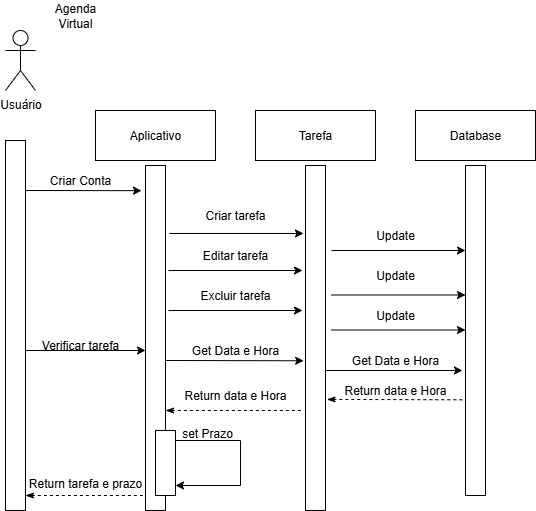 Agenda
Virtual
Usuário
Aplicativo
Tarefa
Database
Criar Conta
Criar tarefa
Update
Editar tarefa
Update
Excluir tarefa
Update
Verificar tarefa
Get Data e Hora
Get Data e Hora
Return data e Hora
Return data e Hora
set Prazo
Return tarefa e prazo